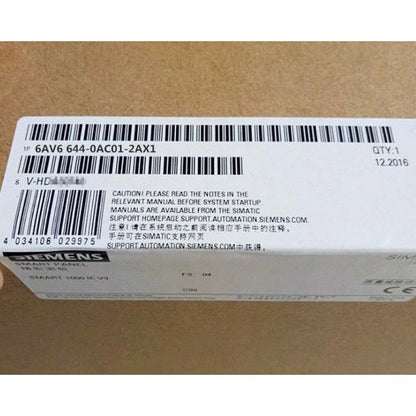 1P 6AV6 644-0AC01-2AX1
QTY:1
12.2016
S V-HD
CAUTION! PLEASE READ THE NOTES IN THE
RELEVANT MANUAL BEFORE SYSTEM STARTUP.
MANUALS ARE AVAILABLE FROM THE SIMATIC
SUPPORT HOMEPAGE SUPPORT.AUTOMATION.SIEMENS.COM!
注意!请在系统启动之前阅读相应手册中的注释。
手册可在SIMATIC支持网页
SUPPORT.AUTOMATION.SIEMENS.COM中获得。
4 034106 029975
SIEMENS
SIM
SMART PANEL
FS: 04
SMART 1000 IE V3
CE